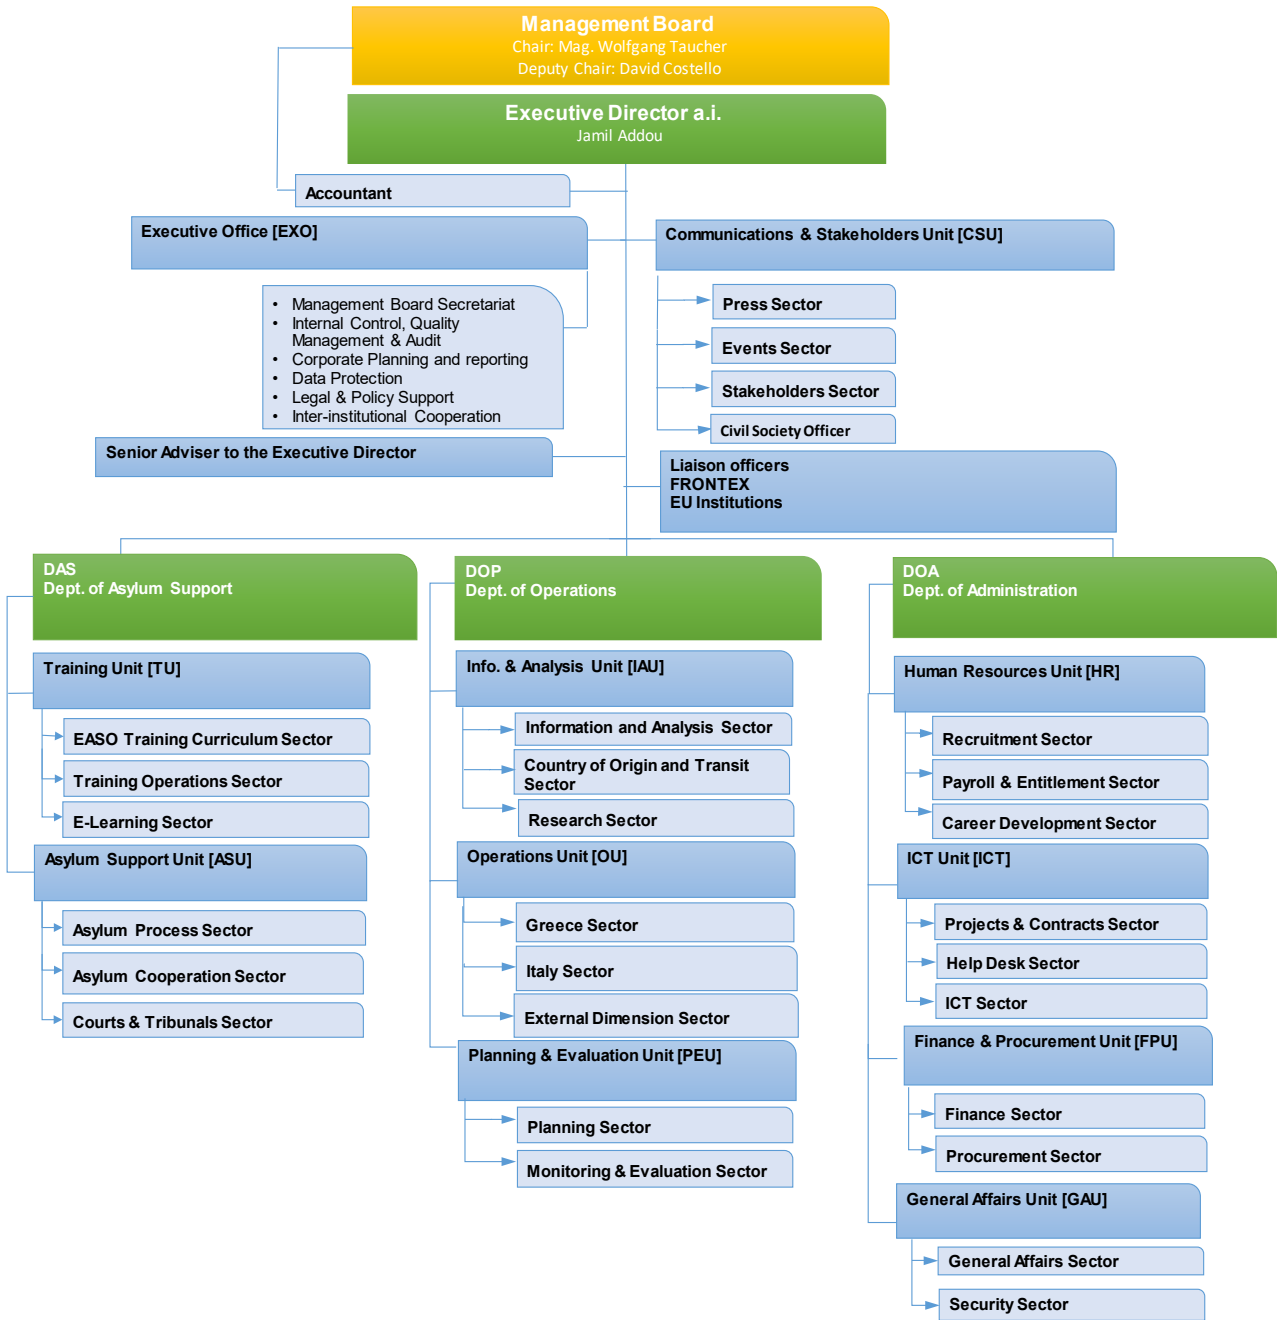 Management Board
Chair: Mag. Wolfgang Taucher
Deputy Chair: David Costello
Executive Director a.i.
Jamil Addou
Accountant
Executive Office [EXO]
• Management Board Secretariat
• Internal Control, Quality
Management & Audit
• Corporate Planning and reporting
• Data Protection
• Legal & Policy Support
• Inter-institutional Cooperation
Communications & Stakeholders Unit [CSU]
Press Sector
Events Sector
Stakeholders Sector
Civil Society Officer
Senior Adviser to the Executive Director
Liaison officers
FRONTEX
EU Institutions
DAS
Dept. of Asylum Support
Training Unit [TU]
EASO Training Curriculum Sector
Training Operations Sector
E-Learning Sector
Asylum Support Unit [ASU]
Asylum Process Sector
Asylum Cooperation Sector
Courts & Tribunals Sector
DOP
Dept. of Operations
Info. & Analysis Unit [IAU]
Information and Analysis Sector
Country of Origin and Transit
Sector
Research Sector
Operations Unit [OU]
Greece Sector
Italy Sector
External Dimension Sector
Planning & Evaluation Unit [PEU]
Planning Sector
Monitoring & Evaluation Sector
DOA
Dept. of Administration
Human Resources Unit [HR]
Recruitment Sector
Payroll & Entitlement Sector
Career Development Sector
ICT Unit [ICT]
Projects & Contracts Sector
Help Desk Sector
ICT Sector
Finance & Procurement Unit [FPU]
Finance Sector
Procurement Sector
General Affairs Unit [GAU]
General Affairs Sector
Security Sector